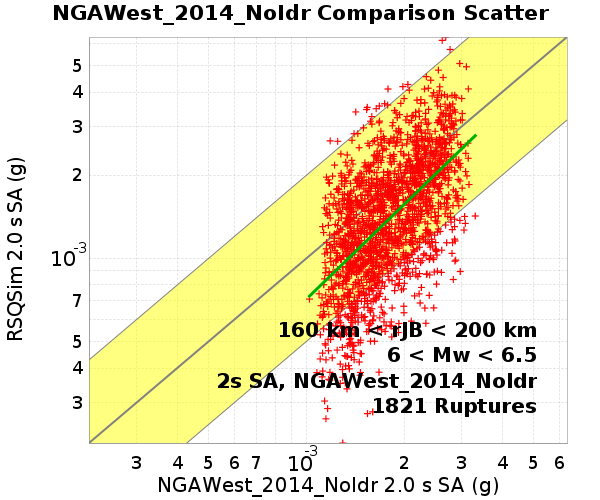 NGAWest_2014_NoIdr Comparison Scatter
RSQSim 2.0 s SA (g)
5
4
3
2
10-3
7
5
4
3
160 km < rJB < 200 km
6 < Mw < 6.5
2s SA, NGAWest_2014_NoIdr
1821 Ruptures
3 4 5 6 7 10-3 2 3 4 5 6
NGAWest_2014_NoIdr 2.0 s SA (g)